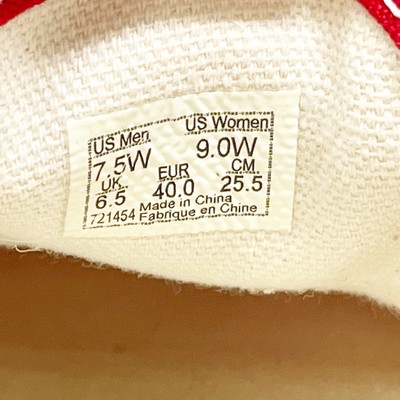 US Men US Women
7.5W 9.0W
UK EUR CM
6.5 40.0 25.5
Made in China
721454 Fabrique en Chine